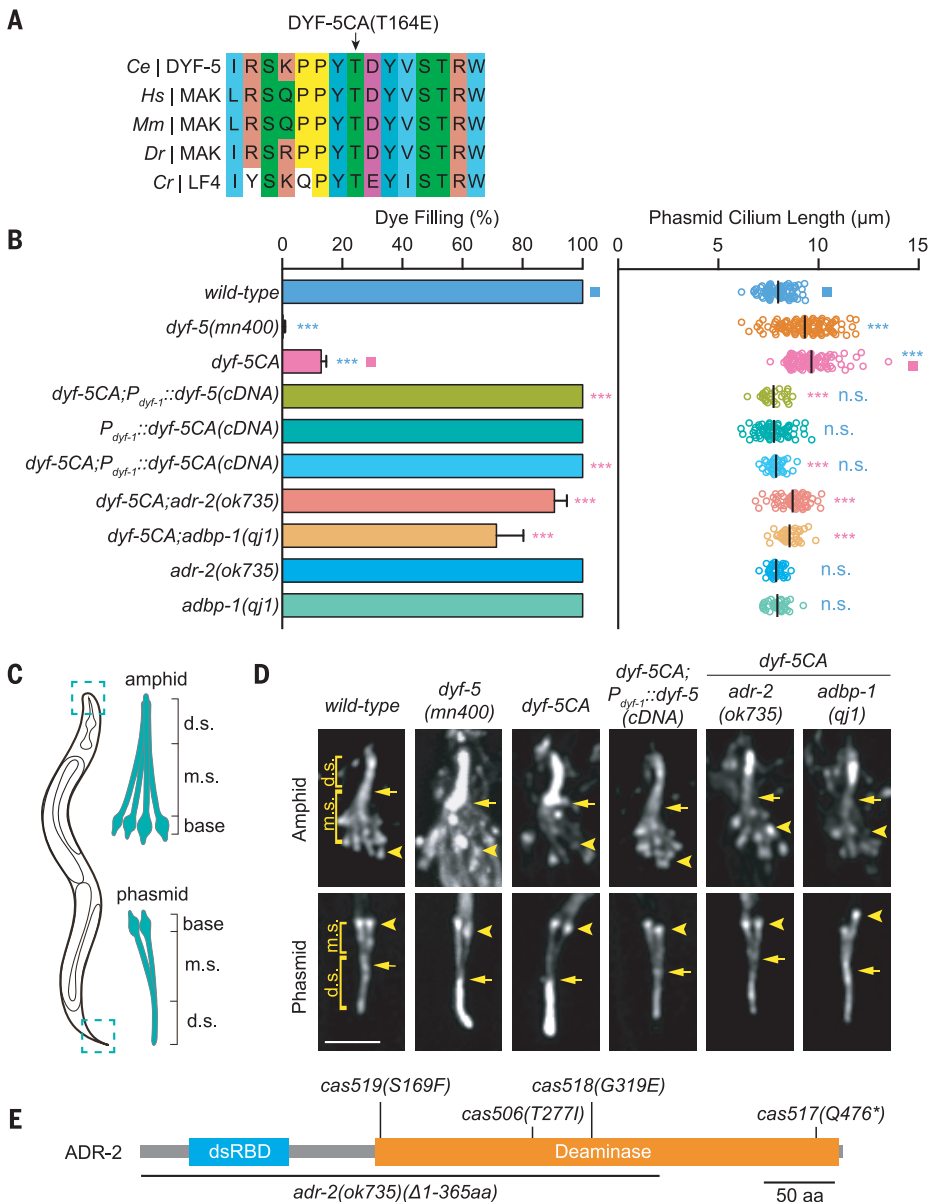 A
DYF-5CA(T164E)
Ce | DYF-5 I R S K P P Y T D Y V S T R W
Hs | MAK L R S Q P P Y T D Y V S T R W
Mm | MAK L R S Q P P Y T D Y V S T R W
Dr | MAK I R S R P P Y T D Y V S T R W
Cr | LF4 I Y S K Q P Y T E Y I S T R W
B
Dye Filling (%)
0 20 40 60 80 100
Phasmid Cilium Length (μm)
0 5 10 15
wild-type
dyf-5(mn400) *** ***
dyf-5CA *** ***
dyf-5CA;Pdyf-1::dyf-5(cDNA) *** *** n.s.
Pdyf-1::dyf-5CA(cDNA) n.s.
dyf-5CA;Pdyf-1::dyf-5CA(cDNA) *** *** n.s.
dyf-5CA;adr-2(ok735) *** ***
dyf-5CA;adbp-1(qj1) *** ***
adr-2(ok735) n.s.
adbp-1(qj1) n.s.
C
amphid
d.s.
m.s.
base
phasmid
base
m.s.
d.s.
D
wild-type
dyf-5
(mn400)
dyf-5CA
dyf-5CA;
Pdyf-1::dyf-5
(cDNA)
dyf-5CA
adr-2
(ok735)
adbp-1
(qj1)
Amphid
d.s.
m.s.
Phasmid
m.s.
d.s.
E
cas519(S169F)
cas518(G319E)
cas506(T277I)
cas517(Q476*)
ADR-2
dsRBD
Deaminase
adr-2(ok735)(Δ1-365aa)
50 aa